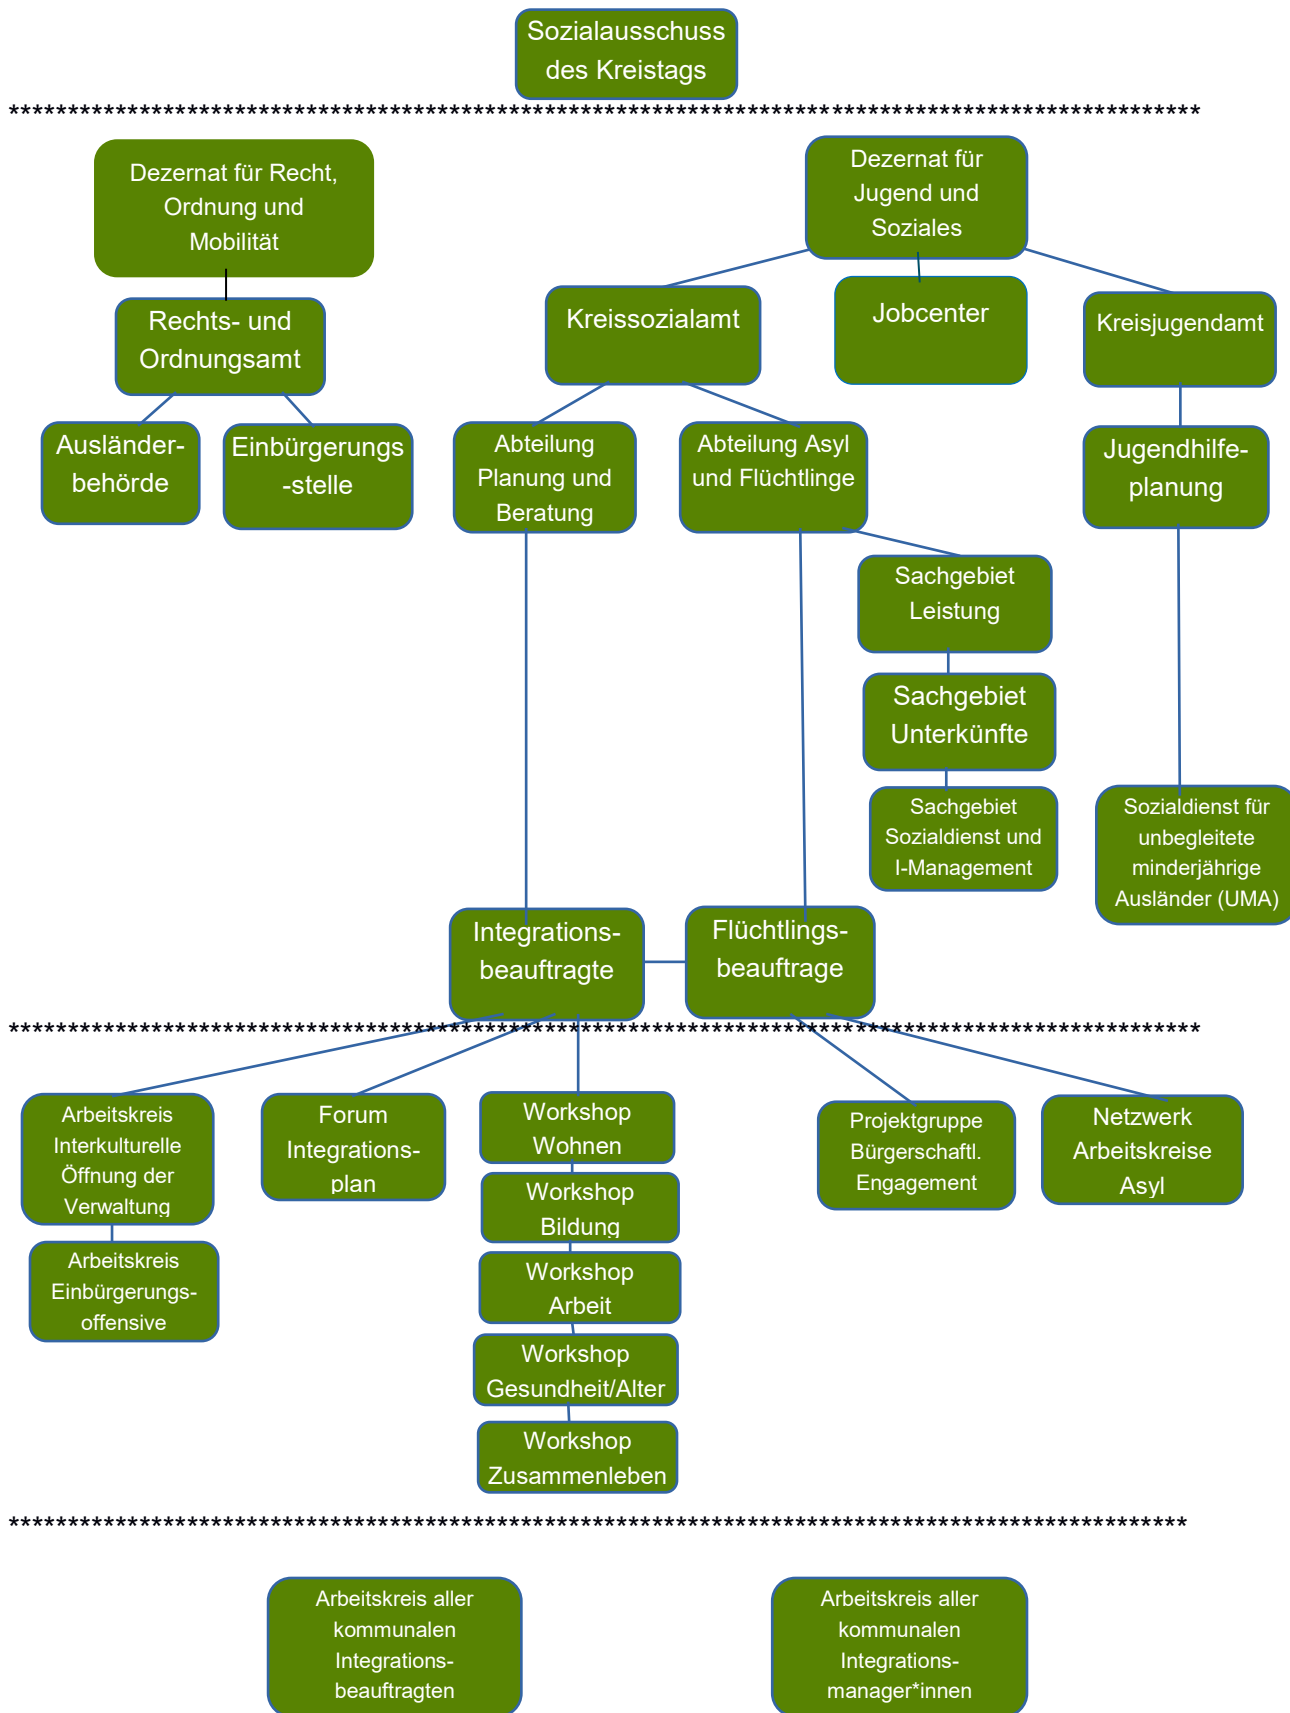 Sozialausschuss
des Kreistags
*****************************************************************************************************
Dezernat für Recht,
Ordnung und
Mobilität
Dezernat für
Jugend und
Soziales
Rechts- und
Ordnungsamt
Kreissozialamt
Jobcenter
Kreisjugendamt
Ausländer-
behörde
Einbürgerungs
-stelle
Abteilung
Planung und
Beratung
Abteilung Asyl
und Flüchtlinge
Jugendhilfe-
planung
Sachgebiet
Leistung
Sachgebiet
Unterkünfte
Sachgebiet
Sozialdienst und
I-Management
Sozialdienst für
unbegleitete
minderjährige
Ausländer (UMA)
Integrations-
beauftragte
Flüchtlings-
beauftrage
*****************************************************************************************************
Arbeitskreis
Interkulturelle
Öffnung der
Verwaltung
Arbeitskreis
Einbürgerungs-
offensive
Forum
Integrations-
plan
Workshop
Wohnen
Workshop
Bildung
Workshop
Arbeit
Workshop
Gesundheit/Alter
Workshop
Zusammenleben
Projektgruppe
Bürgerschaftl.
Engagement
Netzwerk
Arbeitskreise
Asyl
****************************************************************************************************
Arbeitskreis aller
kommunalen
Integrations-
beauftragten
Arbeitskreis aller
kommunalen
Integrations-
manager*innen